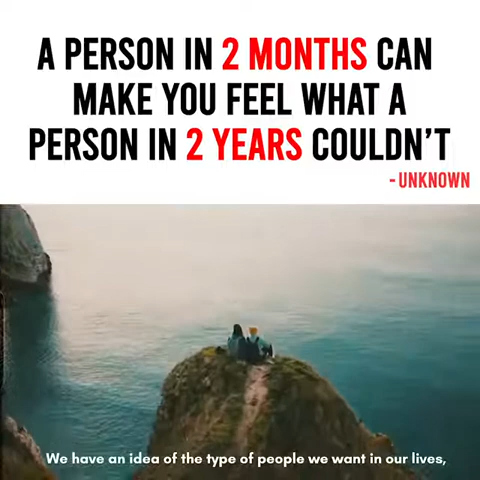 A PERSON IN 2 MONTHS CAN
MAKE YOU FEEL WHAT A
PERSON IN 2 YEARS COULDN'T
- UNKNOWN
We have an idea of the type of people we want in our lives,